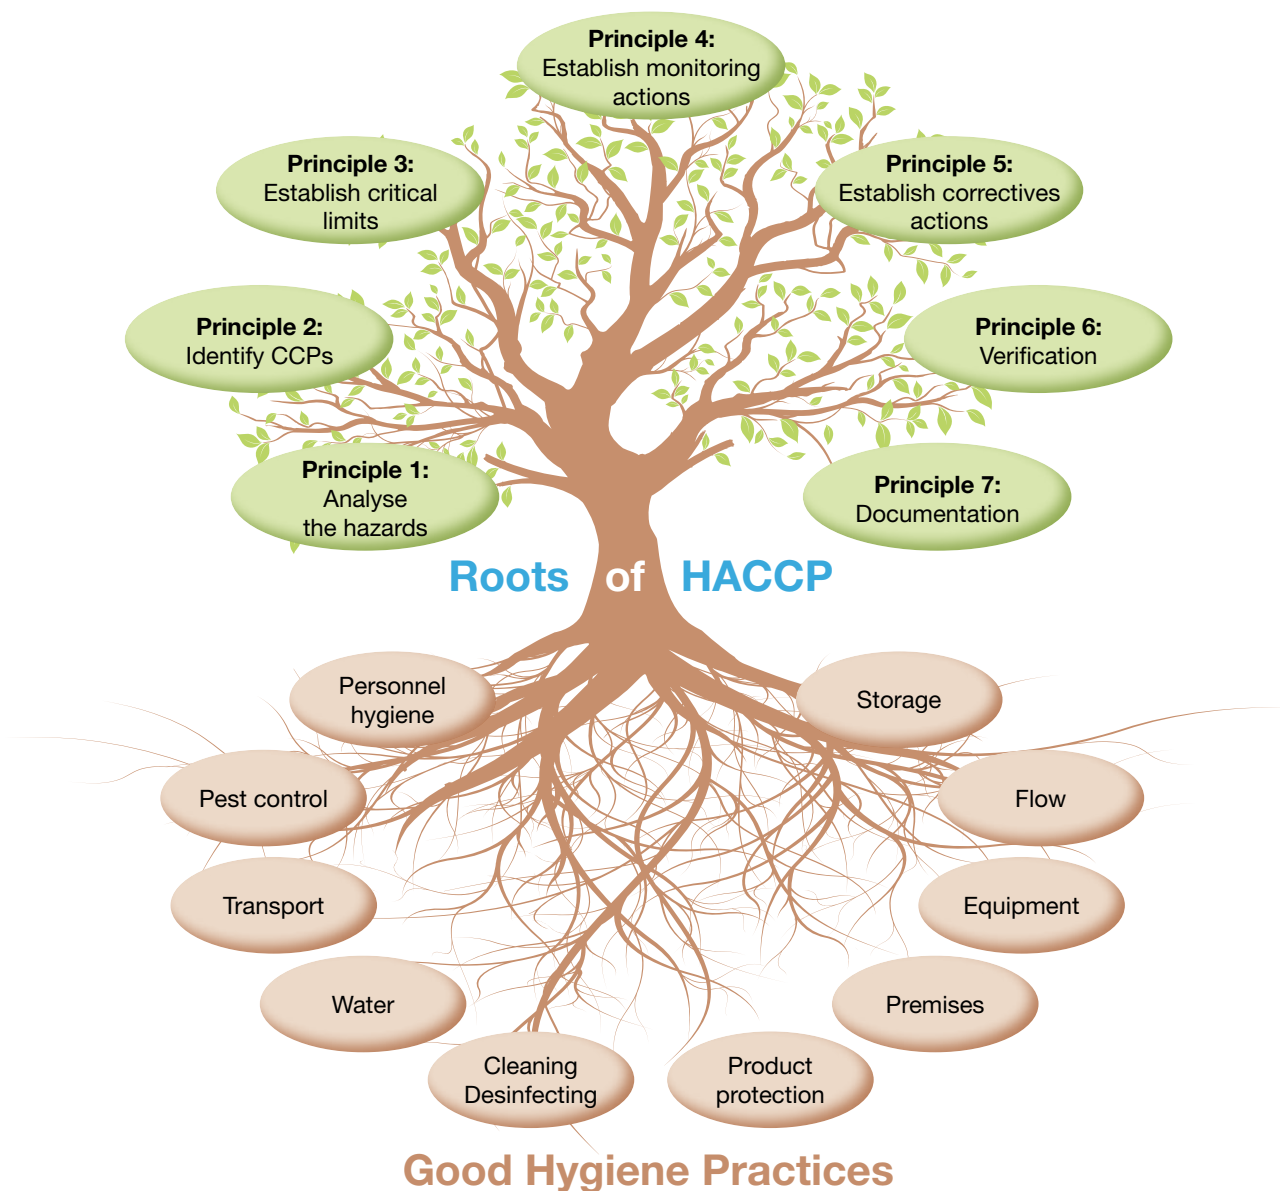 Principle 4:
Establish monitoring
actions
Principle 3:
Establish critical
limits
Principle 5:
Establish correctives
actions
Principle 2:
Identify CCPs
Principle 6:
Verification
Principle 1:
Analyse
the hazards
Principle 7:
Documentation
Roots of HACCP
Personnel
hygiene
Storage
Pest control
Flow
Transport
Equipment
Water
Premises
Cleaning
Desinfecting
Product
protection
Good Hygiene Practices